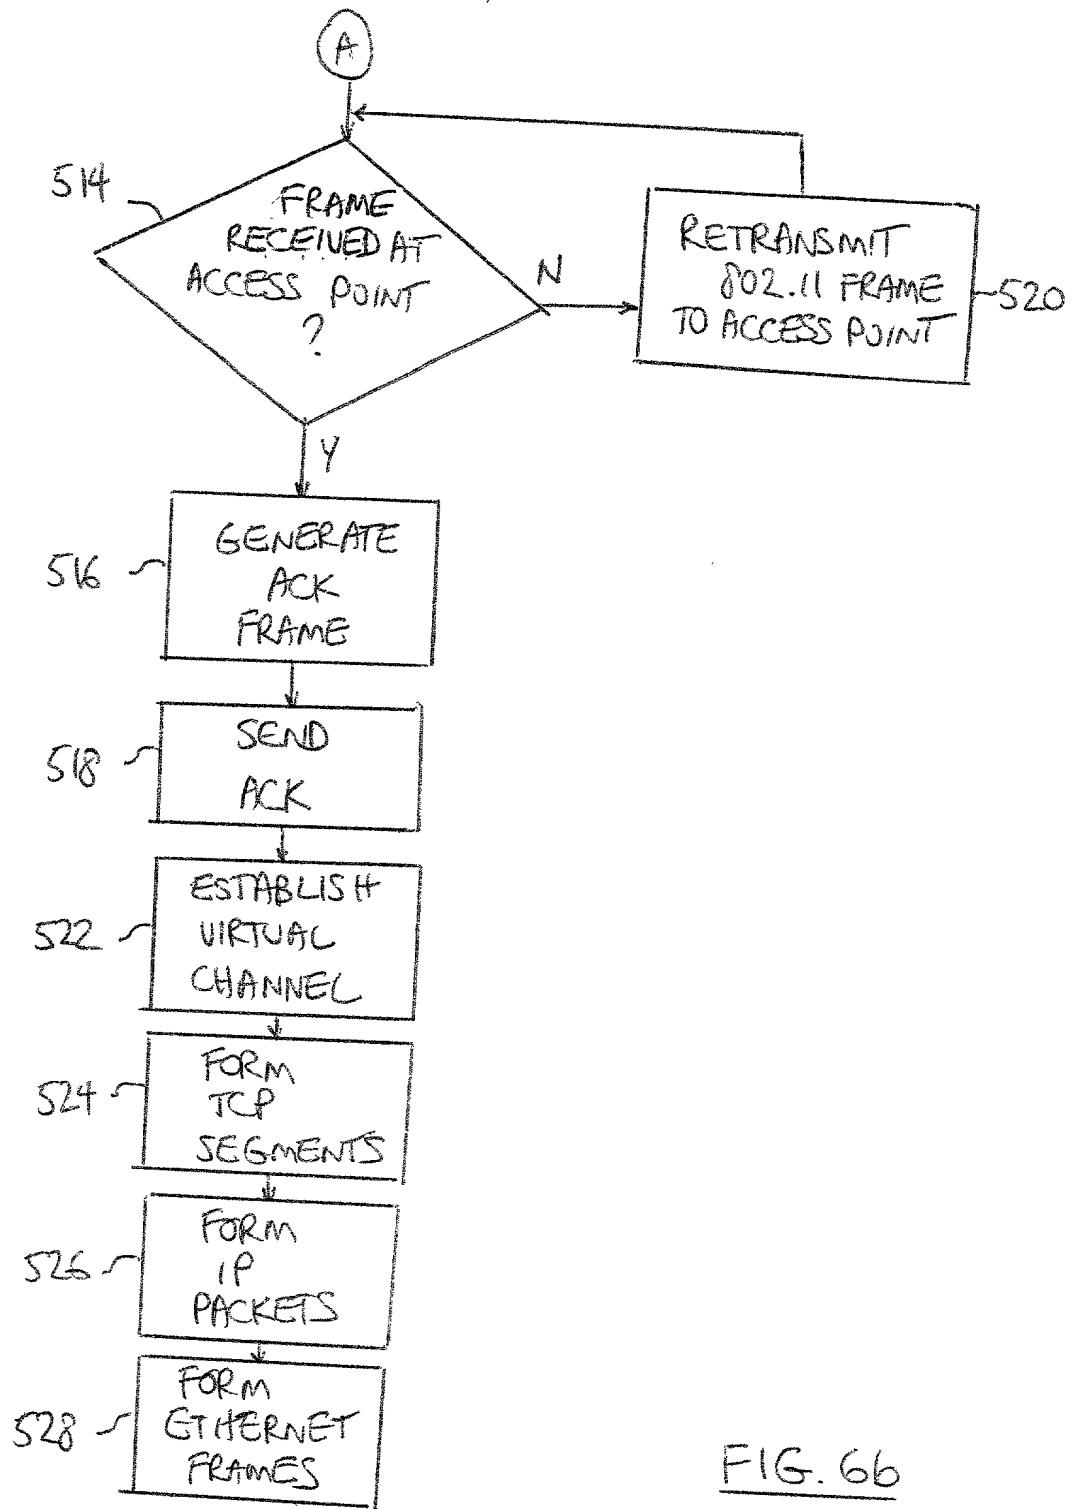 A
514
FRAME
RECEIVED AT
ACCESS POINT
?
N
RETRANSMIT
802.11 FRAME
TO ACCESS POINT
520
Y
516
GENERATE
ACK
FRAME
518
SEND
ACK
522
ESTABLISH
VIRTUAL
CHANNEL
524
FORM
TCP
SEGMENTS
526
FORM
IP
PACKETS
528
FORM
ETHERNET
FRAMES
FIG. 6b